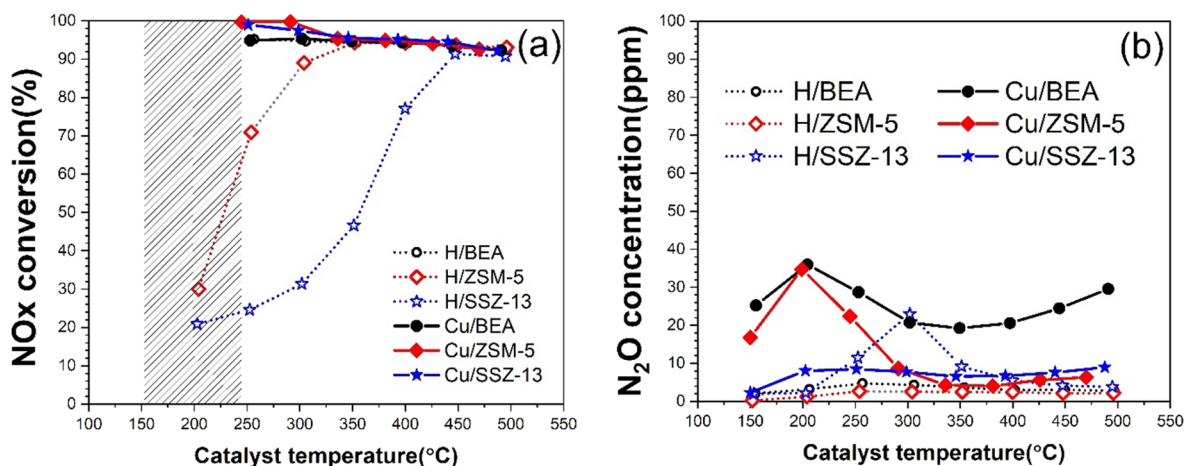 (a)
NOx conversion(%)
100
90
80
70
60
50
40
30
20
10
0
H/BEA
H/ZSM-5
H/SSZ-13
Cu/BEA
Cu/ZSM-5
Cu/SSZ-13
100 150 200 250 300 350 400 450 500 550
Catalyst temperature(°C)
(b)
N₂O concentration(ppm)
100
90
80
70
60
50
40
30
20
10
0
H/BEA Cu/BEA
H/ZSM-5 Cu/ZSM-5
H/SSZ-13 Cu/SSZ-13
100 150 200 250 300 350 400 450 500 550
Catalyst temperature(°C)